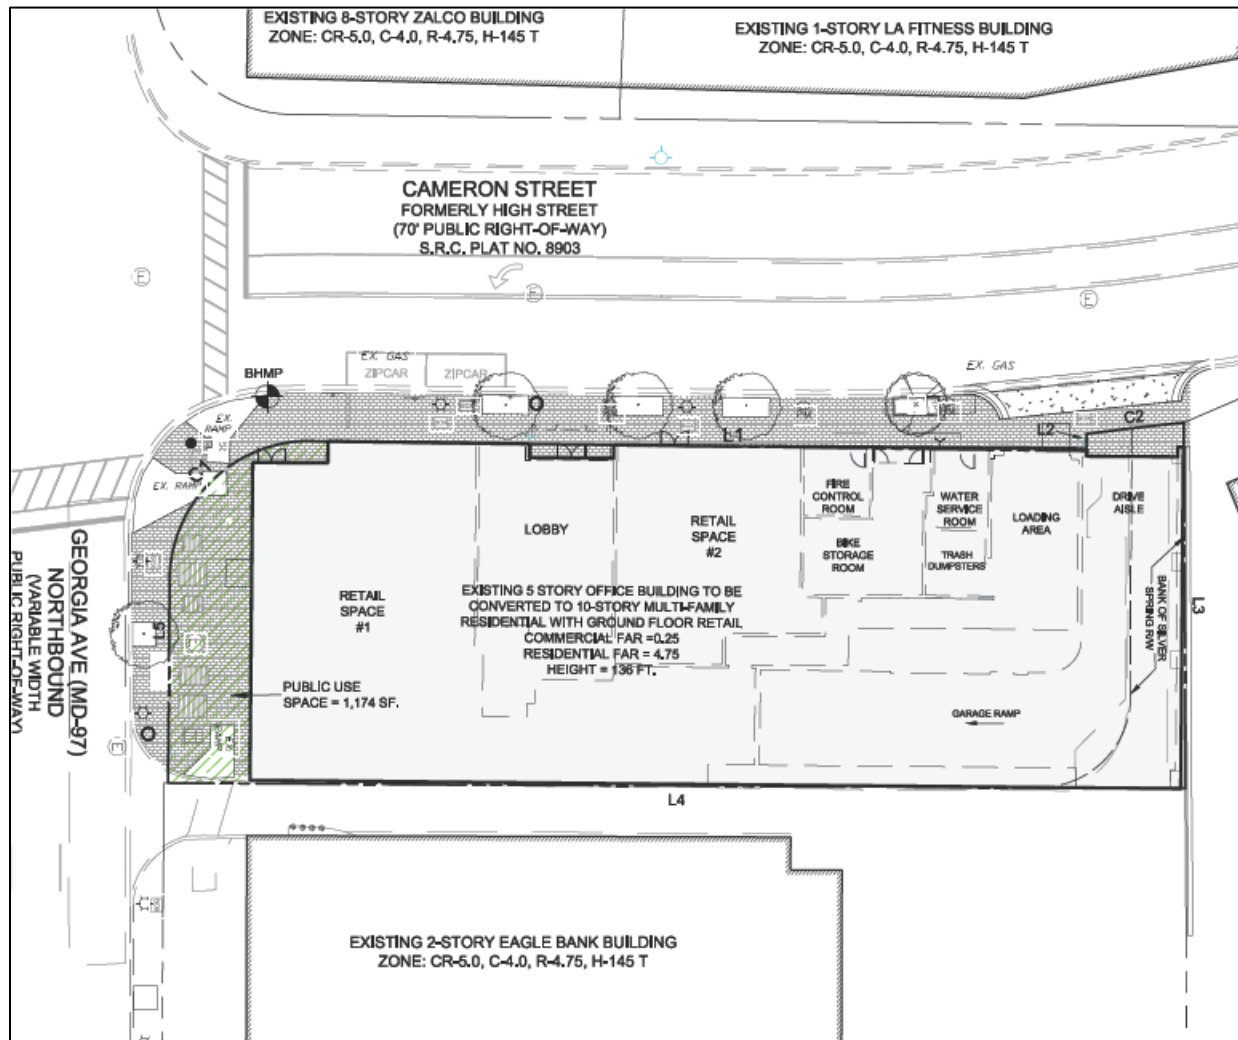 EXISTING 8-STORY ZALCO BUILDING
ZONE: CR-5.0, C-4.0, R-4.75, H-145 T
EXISTING 1-STORY LA FITNESS BUILDING
ZONE: CR-5.0, C-4.0, R-4.75, H-145 T
CAMERON STREET
FORMERLY HIGH STREET
(70' PUBLIC RIGHT-OF-WAY)
S.R.C. PLAT NO. 8903
E
E
E
EX. GAS
ZIPCAR
ZIPCAR
EX. GAS
BHMP
EX.
RAMP
L1
L2
C2
EX. RAMP
FIRE
CONTROL
ROOM
WATER
SERVICE
ROOM
LOADING
AREA
DRIVE
AISLE
LOBBY
RETAIL
SPACE
#2
BIKE
STORAGE
ROOM
TRASH
DUMPSTERS
RETAIL
SPACE
#1
EXISTING 5 STORY OFFICE BUILDING TO BE
CONVERTED TO 10-STORY MULTI-FAMILY
RESIDENTIAL WITH GROUND FLOOR RETAIL
COMMERCIAL FAR =0.25
RESIDENTIAL FAR = 4.75
HEIGHT = 136 FT.
BANK OF SILVER
SPRING R/W
L3
L5
PUBLIC USE
SPACE = 1,174 SF.
GARAGE RAMP
GEORGIA AVE (MD-97)
NORTHBOUND
(VARIABLE WIDTH
PUBLIC RIGHT-OF-WAY)
E
L4
EXISTING 2-STORY EAGLE BANK BUILDING
ZONE: CR-5.0, C-4.0, R-4.75, H-145 T